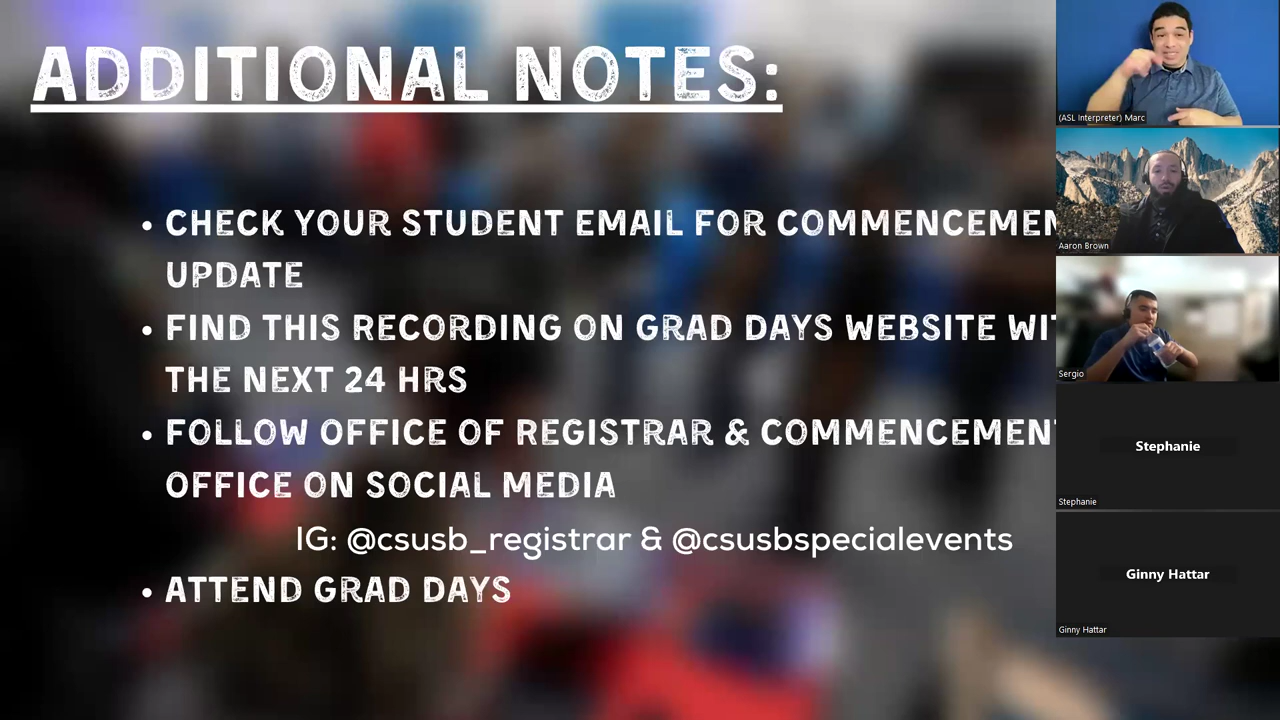 ADDITIONAL NOTES:
• CHECK YOUR STUDENT EMAIL FOR COMMENCEMEN
UPDATE
• FIND THIS RECORDING ON GRAD DAYS WEBSITE WIT
THE NEXT 24 HRS
• FOLLOW OFFICE OF REGISTRAR & COMMENCEMENT
OFFICE ON SOCIAL MEDIA
IG: @csusb_registrar & @csusbspecialevents
• ATTEND GRAD DAYS
(ASL Interpreter) Marc
Aaron Brown
Sergio
Stephanie
Stephanie
Ginny Hattar
Ginny Hattar